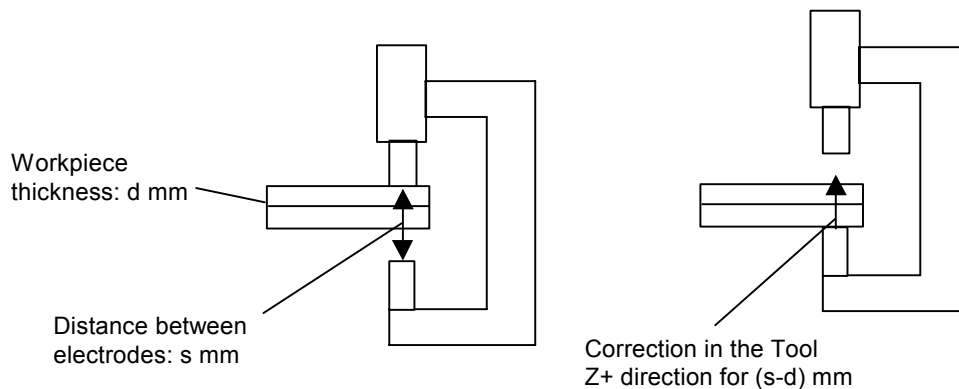 Workpiece
thickness: d mm
Distance between
electrodes: s mm
Correction in the Tool
Z+ direction for (s-d) mm